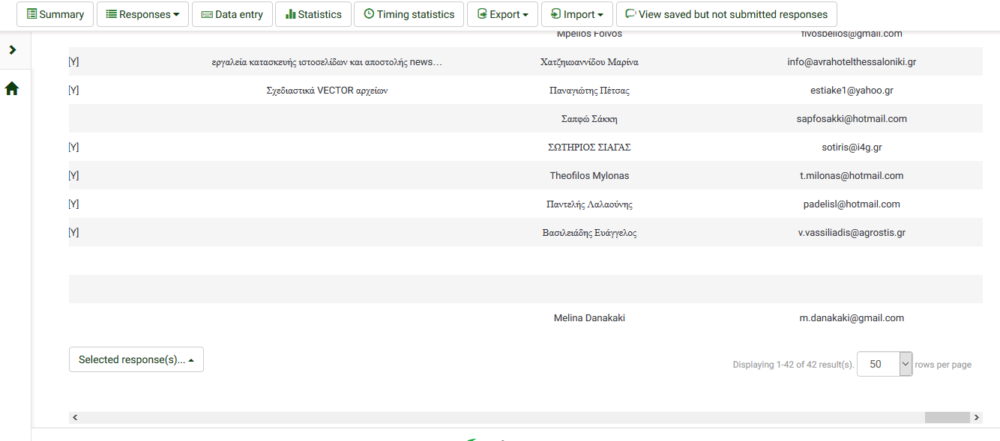 Summary Responses Data entry Statistics Timing statistics Export Import View saved but not submitted responses
Mpellos Foivos fivosbellos@gmail.com
[Y] εργαλεία κατασκευής ιστοσελίδων και αποστολής news… Χατζηιωαννίδου Μαρίνα info@avrahotelthessaloniki.gr
[Y] Σχεδιαστικά VECTOR αρχείων Παναγιώτης Πέτσας estiake1@yahoo.gr
Σαπφώ Σάκκη sapfosakki@hotmail.com
[Y] ΣΩΤΗΡΙΟΣ ΣΙΑΓΑΣ sotiris@i4g.gr
[Y] Theofilos Mylonas t.milonas@hotmail.com
[Y] Παντελής Λαλαούνης padelisl@hotmail.com
[Y] Βασιλειάδης Ευάγγελος v.vassiliadis@agrostis.gr
Melina Danakaki m.danakaki@gmail.com
Selected response(s)... Displaying 1-42 of 42 result(s). 50 rows per page